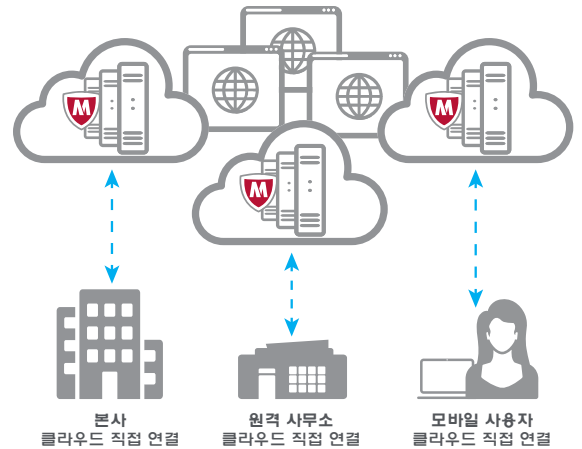 본사
클라우드 직접 연결
원격 사무소
클라우드 직접 연결
모바일 사용자
클라우드 직접 연결